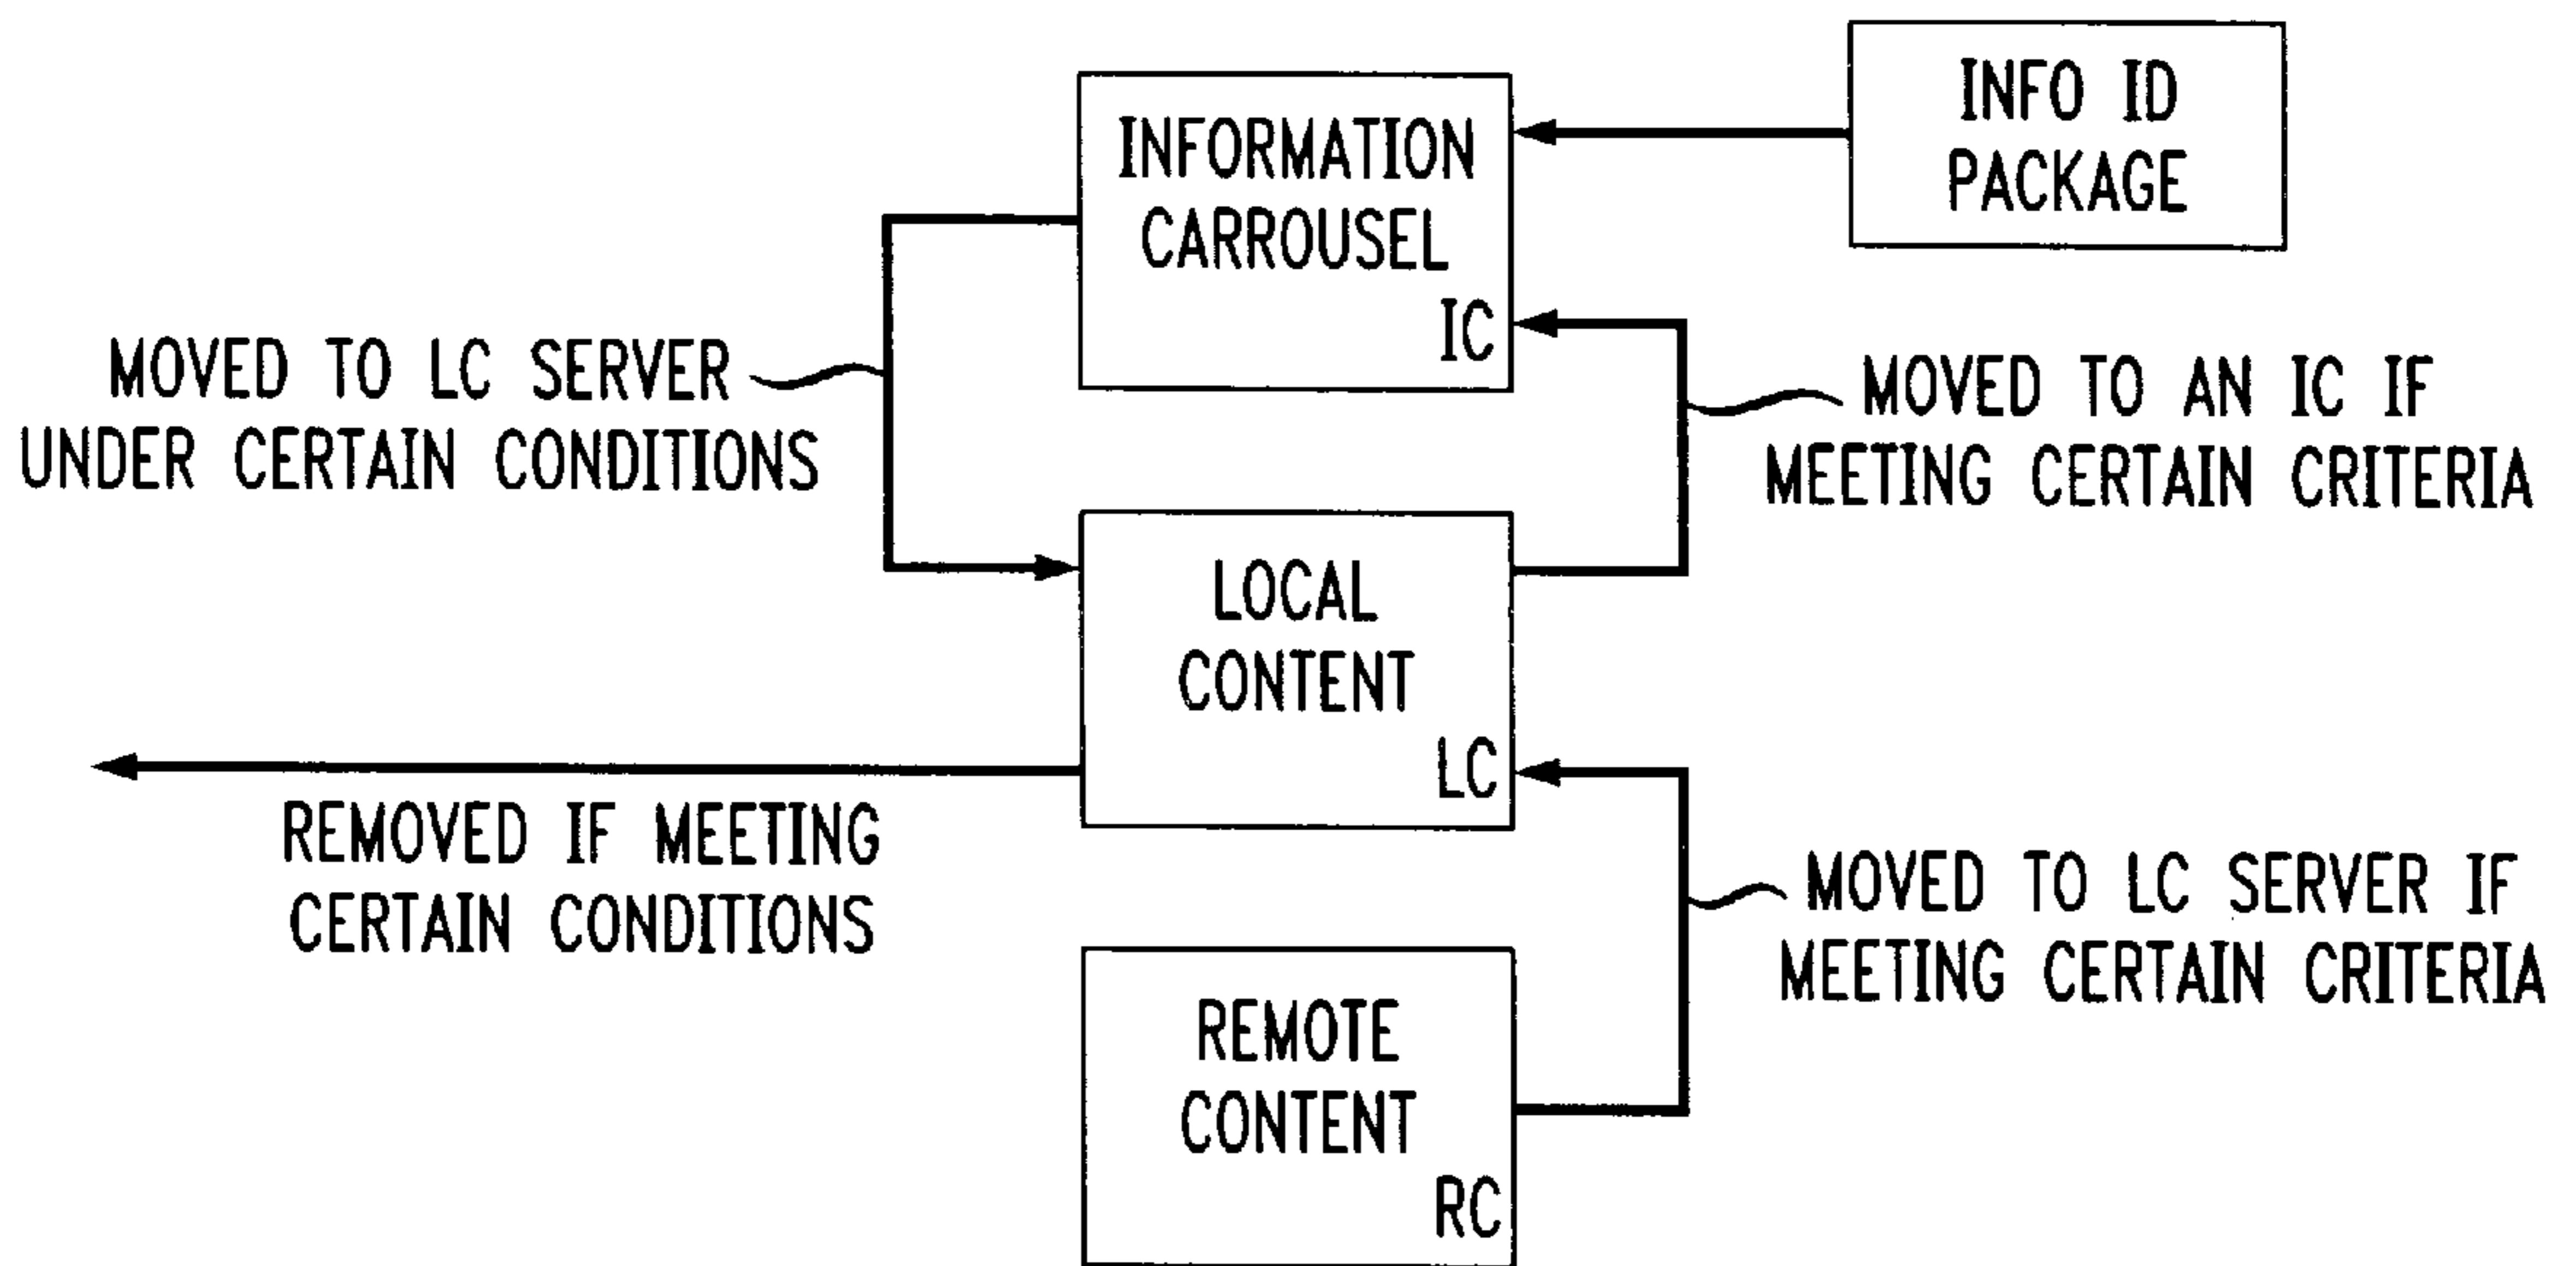 INFO ID
PACKAGE
INFORMATION
CARROUSEL
IC
MOVED TO LC SERVER
UNDER CERTAIN CONDITIONS
MOVED TO AN IC IF
MEETING CERTAIN CRITERIA
LOCAL
CONTENT
LC
REMOVED IF MEETING
CERTAIN CONDITIONS
MOVED TO LC SERVER IF
MEETING CERTAIN CRITERIA
REMOTE
CONTENT
RC